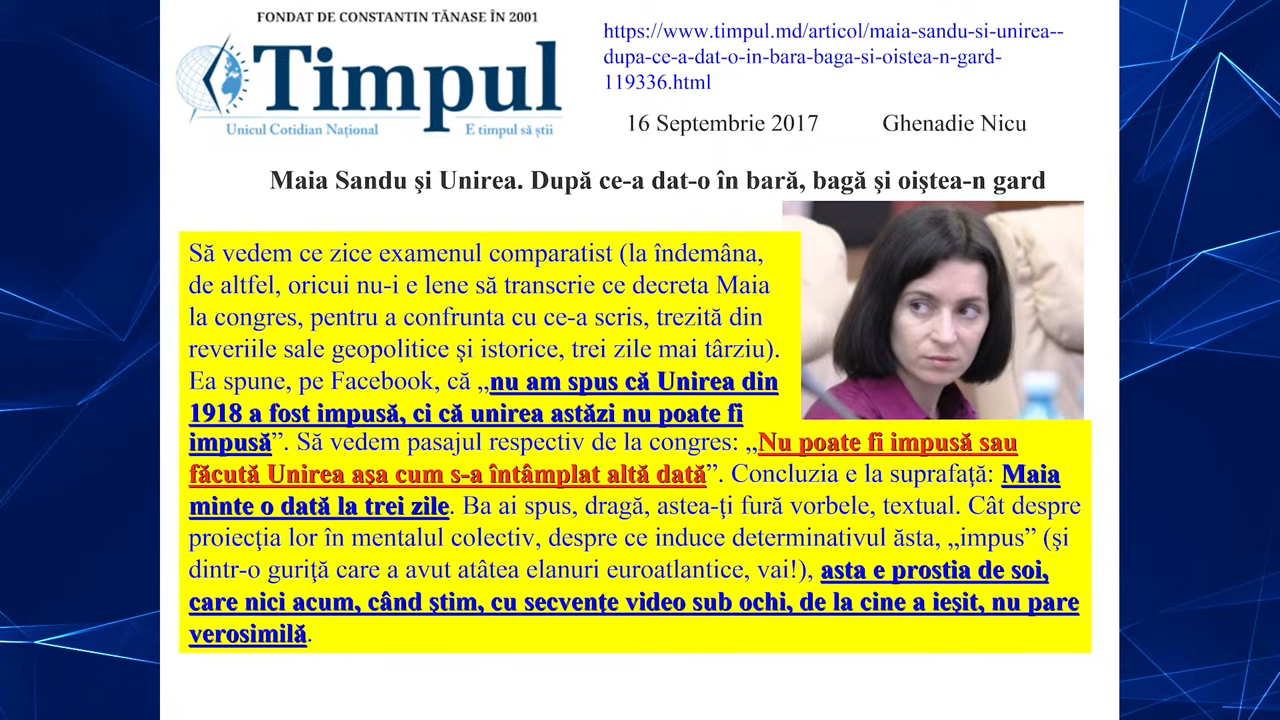 FONDAT DE CONSTANTIN TĂNASE ÎN 2001
Timpul
Unicul Cotidian Naţional E timpul să ştii
https://www.timpul.md/articol/maia-sandu-si-unirea--
dupa-ce-a-dat-o-in-bara-baga-si-oistea-n-gard-
119336.html
16 Septembrie 2017 Ghenadie Nicu
Maia Sandu şi Unirea. După ce-a dat-o în bară, bagă şi oiştea-n gard
Să vedem ce zice examenul comparatist (la îndemâna,
de altfel, oricui nu-i e lene să transcrie ce decreta Maia
la congres, pentru a confrunta cu ce-a scris, trezită din
reveriile sale geopolitice şi istorice, trei zile mai târziu).
Ea spune, pe Facebook, că „nu am spus că Unirea din
1918 a fost impusă, ci că unirea astăzi nu poate fi
impusă”. Să vedem pasajul respectiv de la congres: „Nu poate fi impusă sau
făcută Unirea aşa cum s-a întâmplat altă dată”. Concluzia e la suprafaţă: Maia
minte o dată la trei zile. Ba ai spus, dragă, astea-ţi fură vorbele, textual. Cât despre
proiecţia lor în mentalul colectiv, despre ce induce determinativul ăsta, „impus” (şi
dintr-o guriţă care a avut atâtea elanuri euroatlantice, vai!), asta e prostia de soi,
care nici acum, când ştim, cu secvenţe video sub ochi, de la cine a ieşit, nu pare
verosimilă.